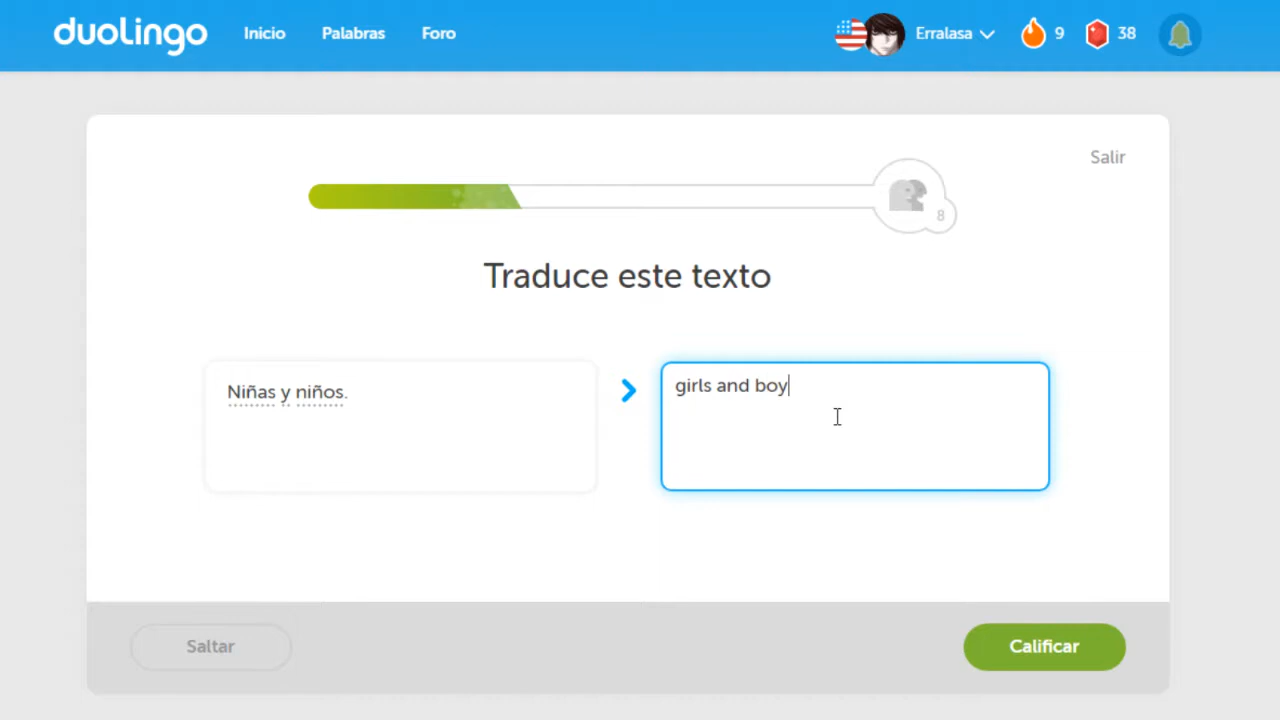 duolingo Inicio Palabras Foro Erralasa 9 38
Salir
8
Traduce este texto
Niñas y niños.
girls and boy
Saltar Calificar